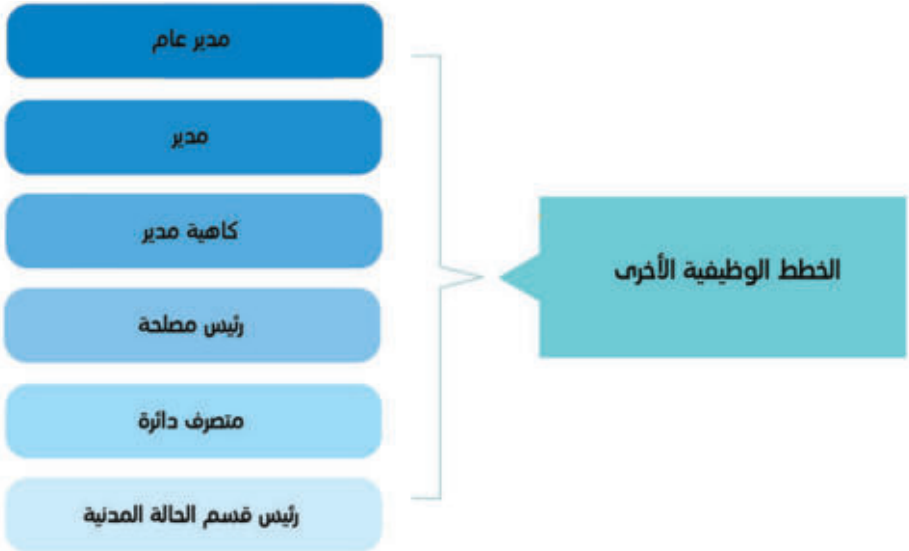 الخطط الوظيفية الأخرى
مدير عام
مدير
كاهية مدير
رئيس مصلحة
متصرف دائرة
رئيس قسم الحالة المدنية